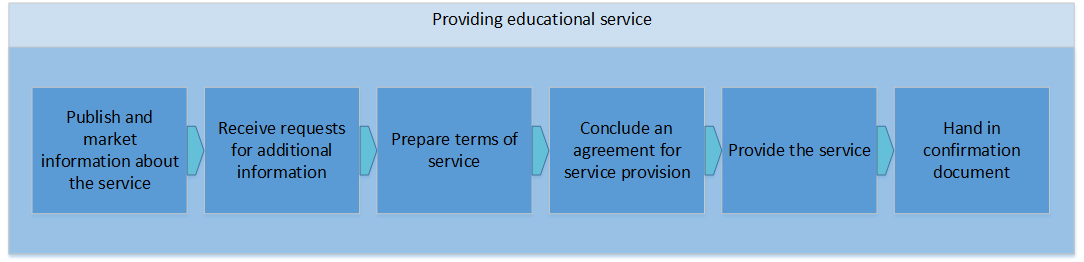 Providing educational service
Publish and
market
information about
the service
Receive requests
for additional
information
Prepare terms of
service
Conclude an
agreement for
service provision
Provide the service
Hand in
confirmation
document